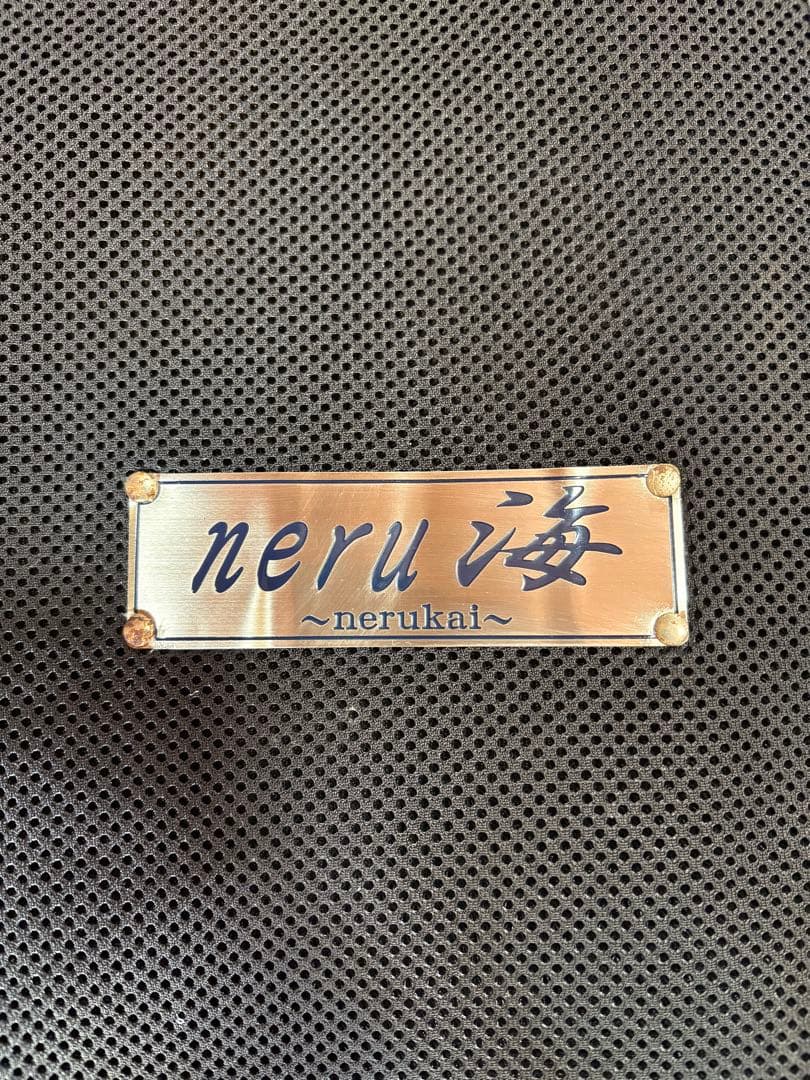 neru 海
~nerukai~